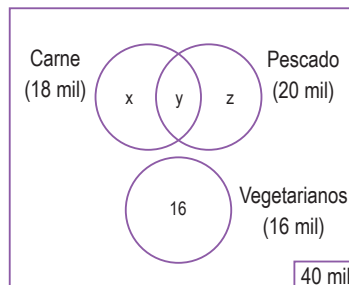 Carne
(18 mil)
Pescado
(20 mil)
x
y
z
16
Vegetarianos
(16 mil)
40 mil